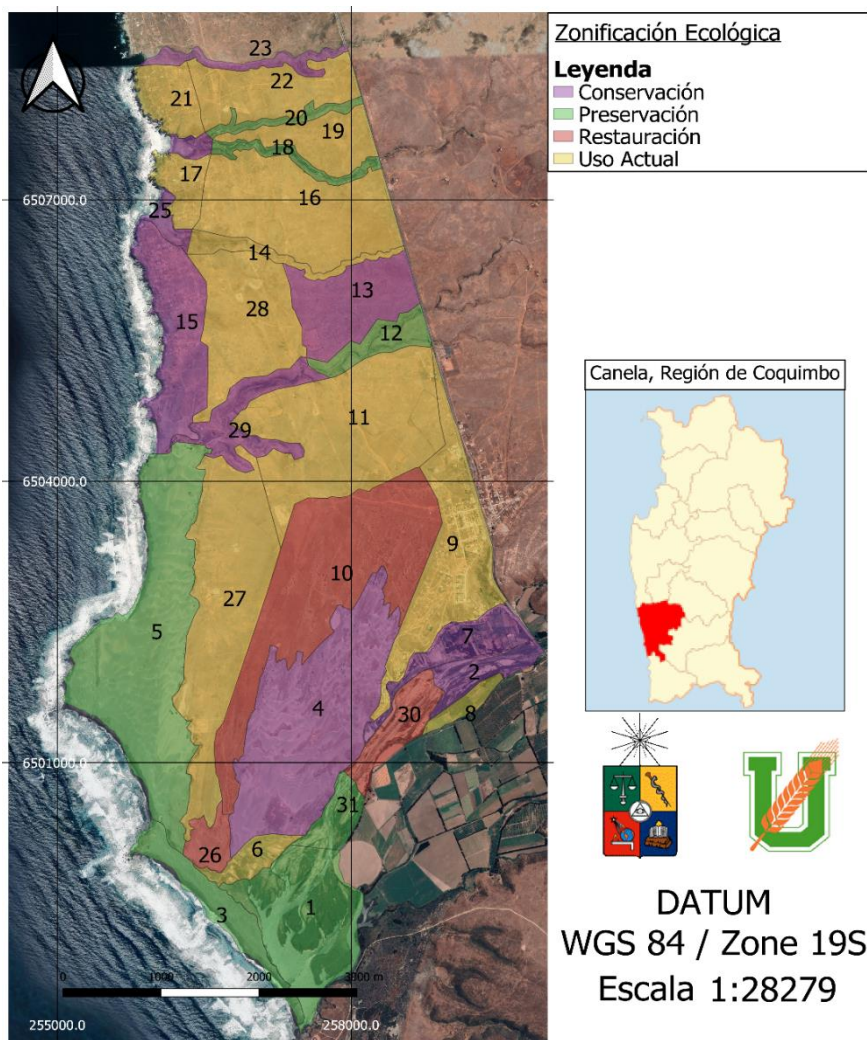 Zonificación Ecológica
Leyenda
Conservación
Preservación
Restauración
Uso Actual
23
22
21
20
19
18
17
16
6507000.0
25
14
13
15
28
12
11
29
6504000.0
9
10
27
5
7
2
4
30
8
6501000.0
31
6
26
1
3
0 1000 2000 3000 m
255000.0 258000.0
Canela, Región de Coquimbo
U
DATUM
WGS 84 / Zone 19S
Escala 1:28279